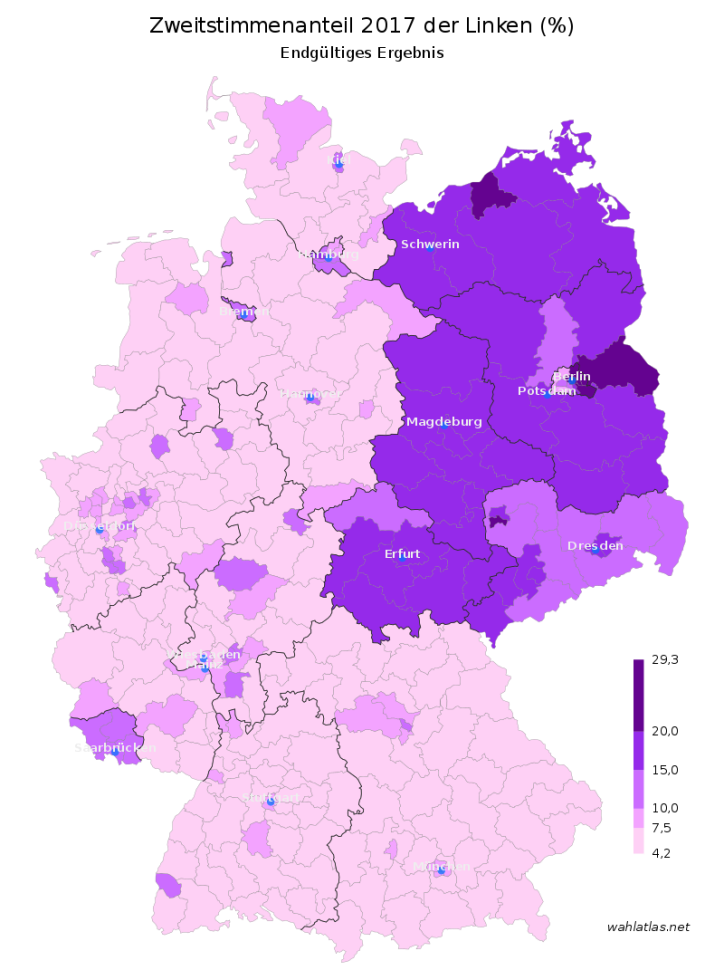 Zweitstimmenanteil 2017 der Linken (%)
Endgültiges Ergebnis
Kiel
Schwerin
Hamburg
Bremen
Berlin
Hannover
Potsdam
Magdeburg
Düsseldorf
Dresden
Erfurt
Wiesbaden
Mainz
29,3
20,0
Saarbrücken
15,0
Stuttgart
10,0
7,5
4,2
München
wahlatlas.net